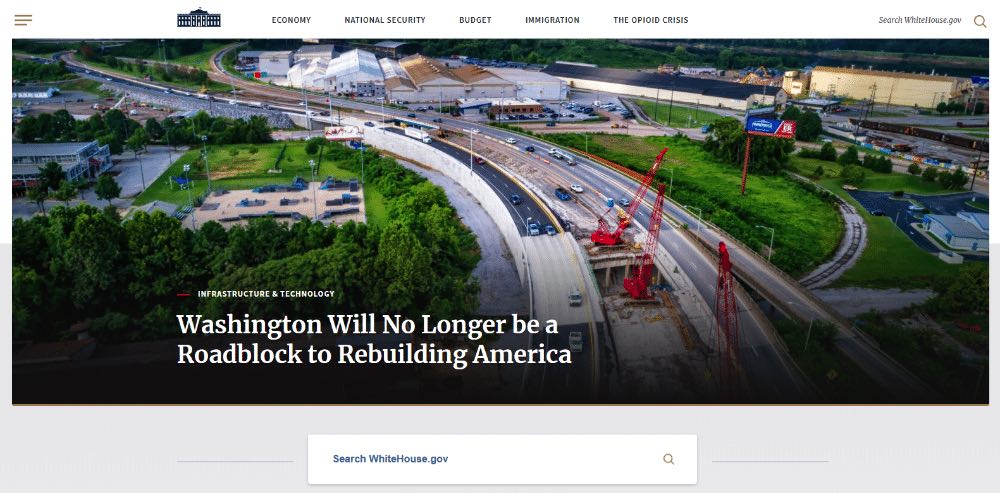 ECONOMY
NATIONAL SECURITY
BUDGET
IMMIGRATION
THE OPIOID CRISIS
Search WhiteHouse.gov
INFRASTRUCTURE & TECHNOLOGY
Washington Will No Longer be a
Roadblock to Rebuilding America
Search WhiteHouse.gov